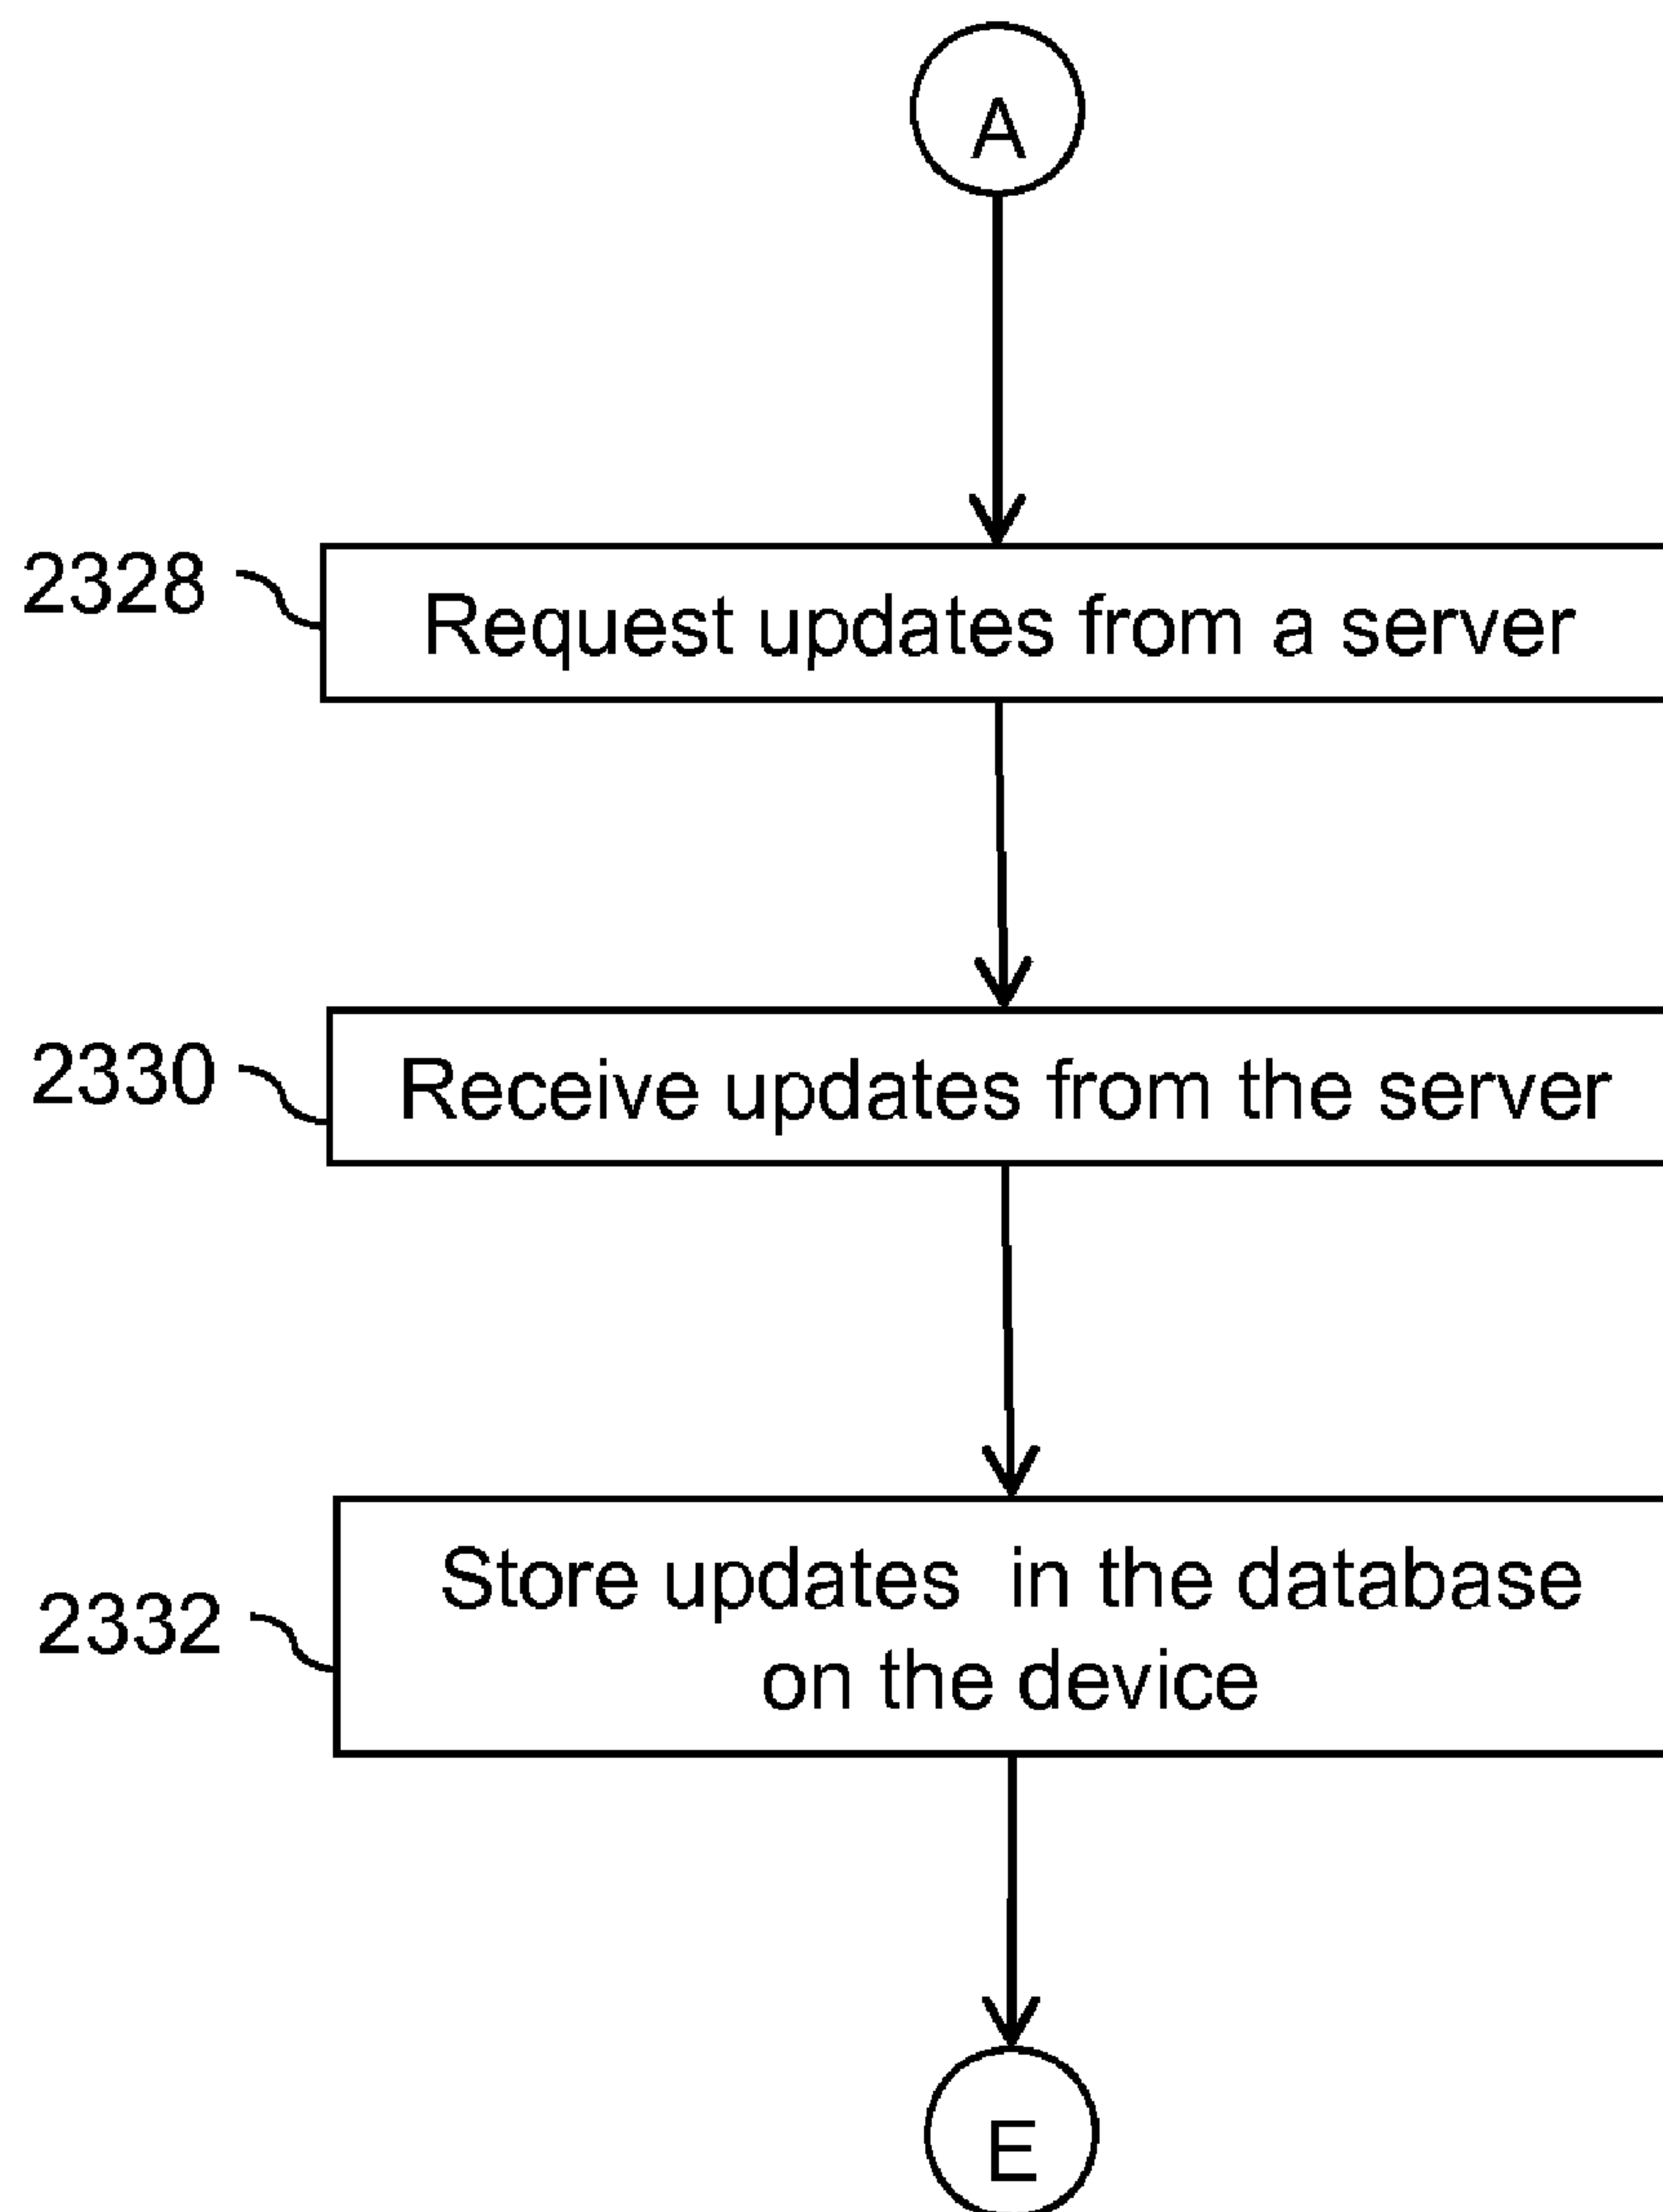 A
2328
Request updates from a server
2330
Receive updates from the server
2332
Store updates in the database
on the device
E